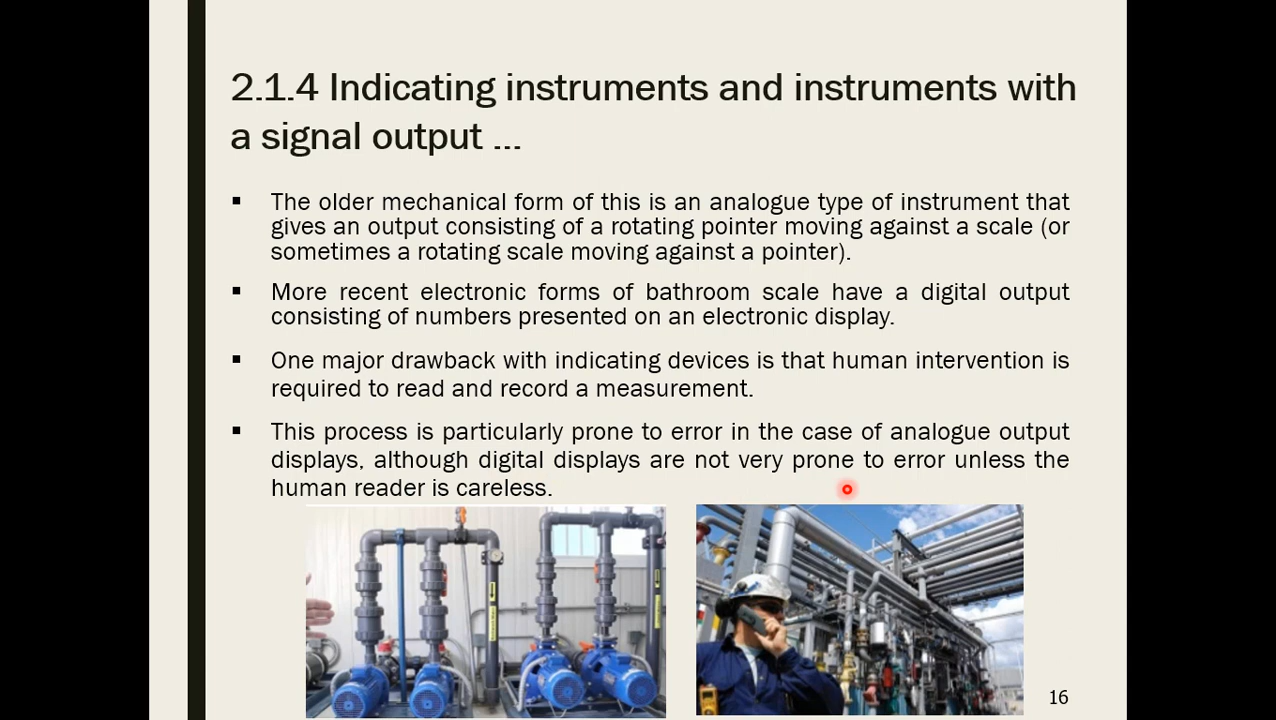 2.1.4 Indicating instruments and instruments with
a signal output ...
▪ The older mechanical form of this is an analogue type of instrument that
gives an output consisting of a rotating pointer moving against a scale (or
sometimes a rotating scale moving against a pointer).
▪ More recent electronic forms of bathroom scale have a digital output
consisting of numbers presented on an electronic display.
▪ One major drawback with indicating devices is that human intervention is
required to read and record a measurement.
▪ This process is particularly prone to error in the case of analogue output
displays, although digital displays are not very prone to error unless the
human reader is careless.
16